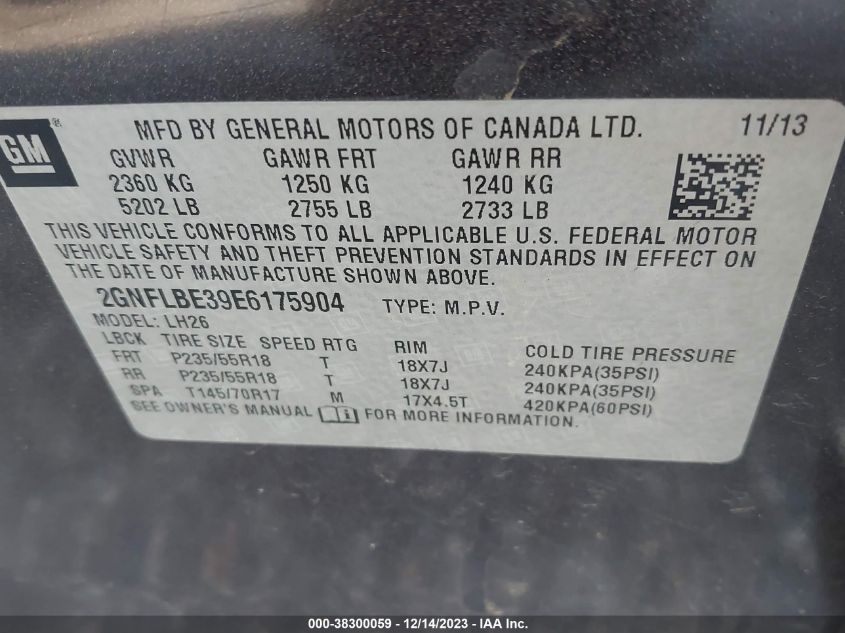 GM®
MFD BY GENERAL MOTORS OF CANADA LTD. 11/13
GVWR GAWR FRT GAWR RR
2360 KG 1250 KG 1240 KG
5202 LB 2755 LB 2733 LB
THIS VEHICLE CONFORMS TO ALL APPLICABLE U.S. FEDERAL MOTOR
VEHICLE SAFETY AND THEFT PREVENTION STANDARDS IN EFFECT ON
THE DATE OF MANUFACTURE SHOWN ABOVE.
2GNFLBE39E6175904 TYPE: M.P.V.
MODEL: LH26
LBCK TIRE SIZE SPEED RTG RIM COLD TIRE PRESSURE
FRT P235/55R18 T 18X7J 240KPA(35PSI)
RR P235/55R18 T 18X7J 240KPA(35PSI)
SPA T145/70R17 M 17X4.5T 420KPA(60PSI)
SEE OWNER'S MANUAL FOR MORE INFORMATION.
000-38300059 - 12/14/2023 - IAA Inc.